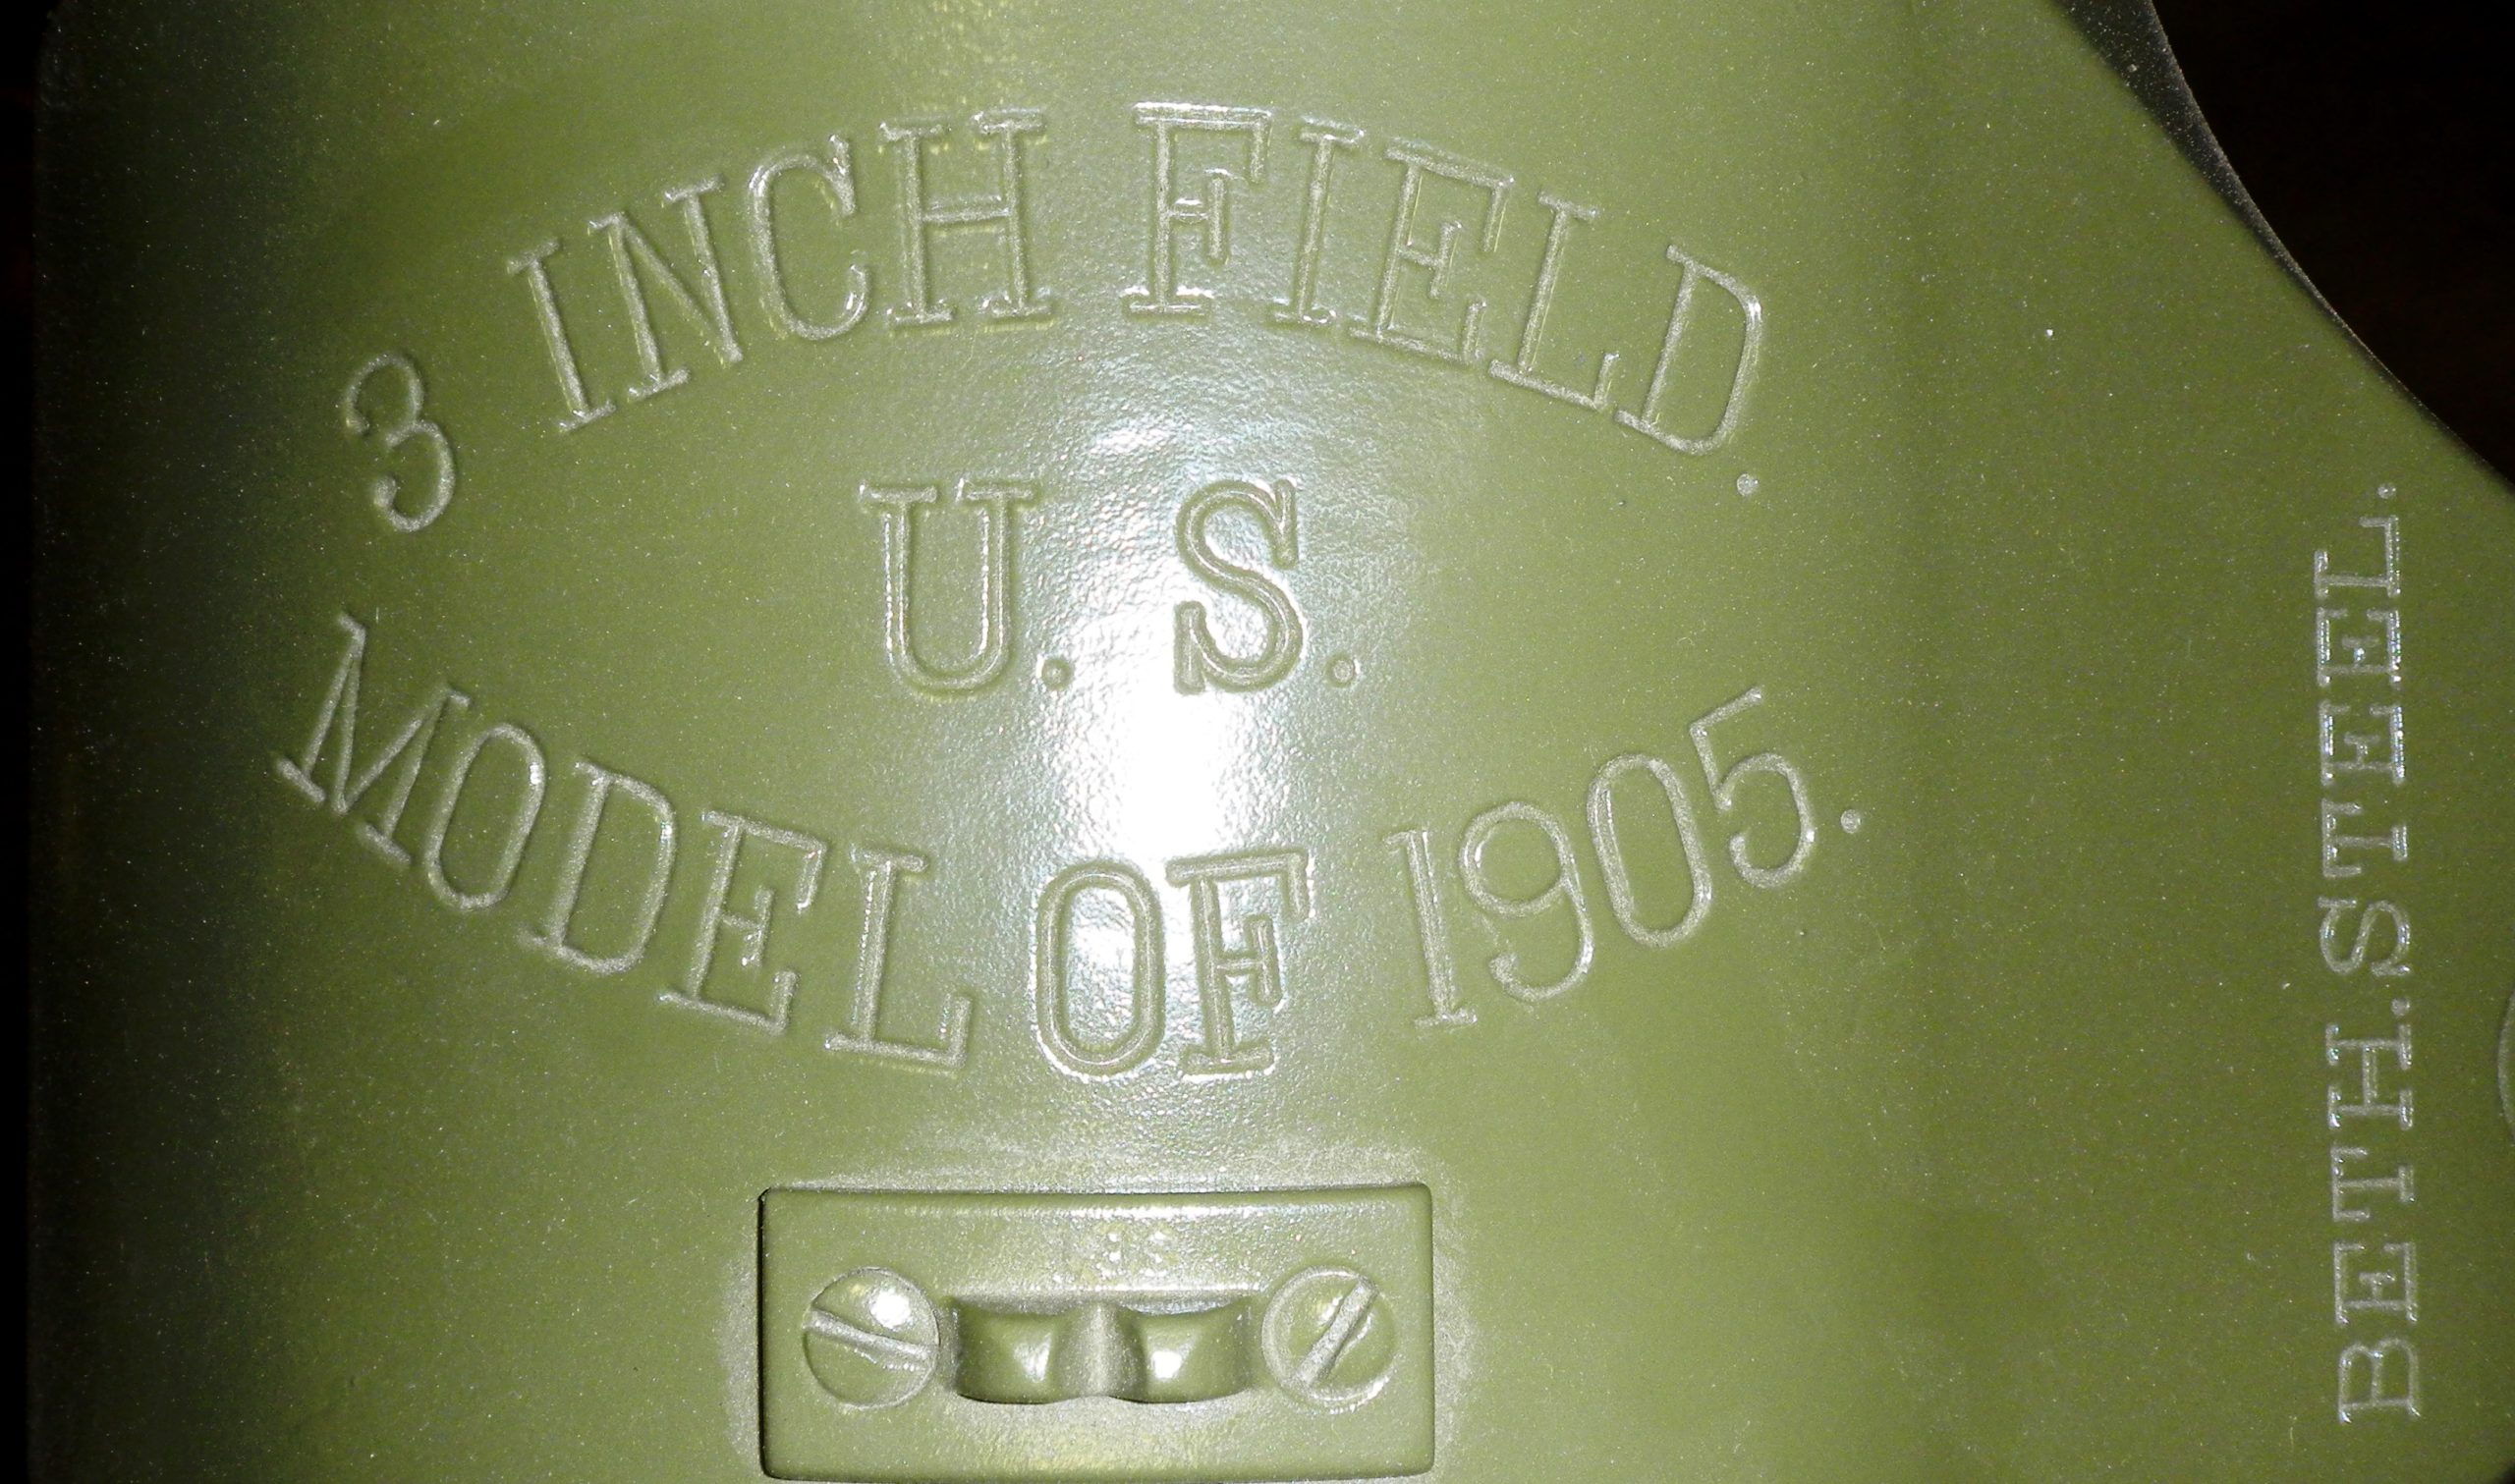 3 INCH FIELD.
U. S.
MODEL OF 1905.
BETH.STEEL.